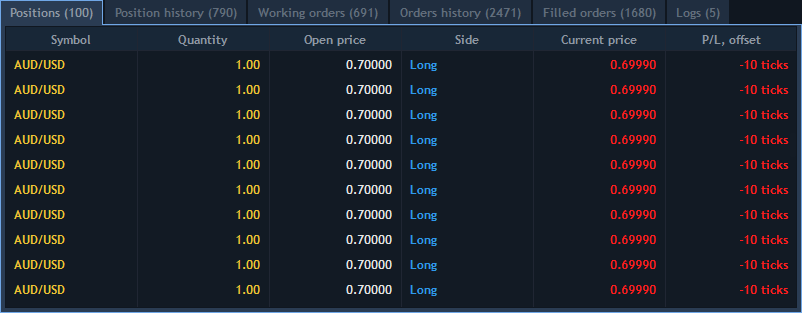 Positions (100) Position history (790) Working orders (691) Orders history (2471) Filled orders (1680) Logs (5)
Symbol Quantity Open price Side Current price P/L, offset
AUD/USD 1.00 0.70000 Long 0.69990 -10 ticks
AUD/USD 1.00 0.70000 Long 0.69990 -10 ticks
AUD/USD 1.00 0.70000 Long 0.69990 -10 ticks
AUD/USD 1.00 0.70000 Long 0.69990 -10 ticks
AUD/USD 1.00 0.70000 Long 0.69990 -10 ticks
AUD/USD 1.00 0.70000 Long 0.69990 -10 ticks
AUD/USD 1.00 0.70000 Long 0.69990 -10 ticks
AUD/USD 1.00 0.70000 Long 0.69990 -10 ticks
AUD/USD 1.00 0.70000 Long 0.69990 -10 ticks
AUD/USD 1.00 0.70000 Long 0.69990 -10 ticks